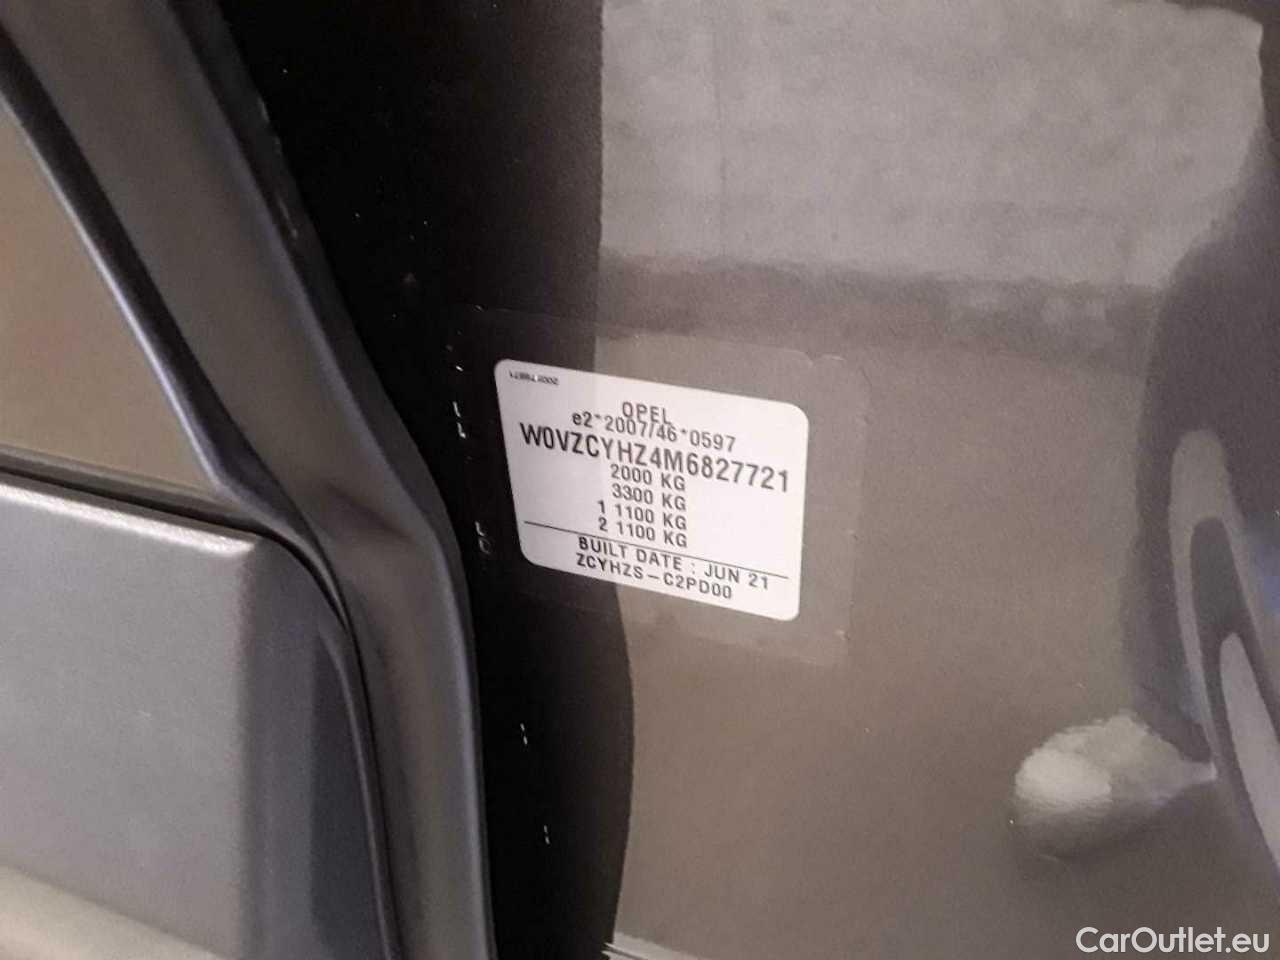 OPEL
e2*2007/46*0597
W0VZCYHZ4M6827721
2000 KG
3300 KG
1 1100 KG
2 1100 KG
BUILT DATE : JUN 21
ZCYHZS-C2PD00
CarOutlet.eu